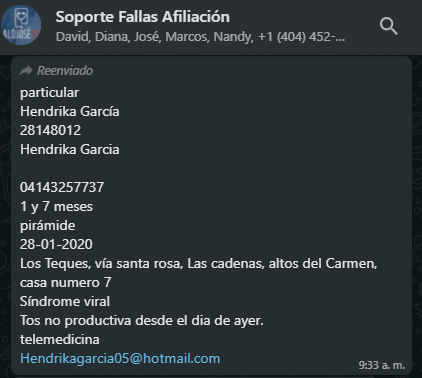 Soporte Fallas Afiliación
David, Diana, José, Marcos, Nandy, +1 (404) 452-...
ALÓJOSÉ
Reenviado
particular
Hendrika García
28148012
Hendrika Garcia
04143257737
1 y 7 meses
pirámide
28-01-2020
Los Teques, vía santa rosa, Las cadenas, altos del Carmen,
casa numero 7
Síndrome viral
Tos no productiva desde el dia de ayer.
telemedicina
Hendrikagarcia05@hotmail.com
9:33 a. m.